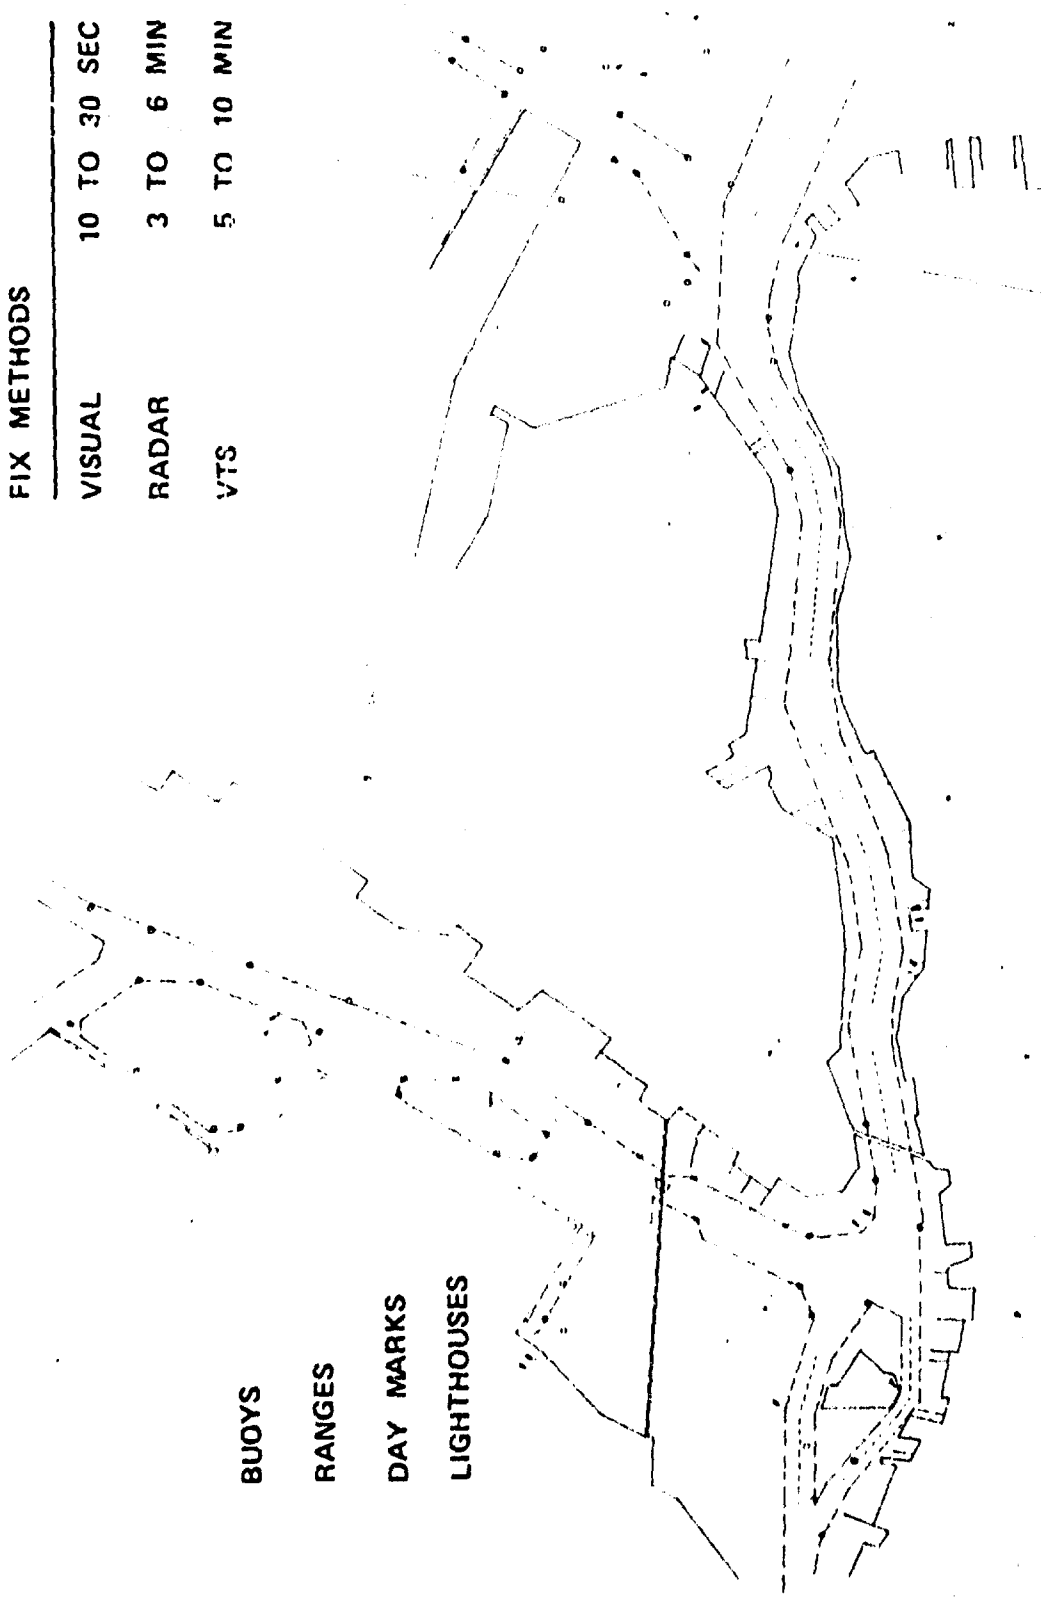 FIX METHODS
VISUAL 10 TO 30 SEC
RADAR 3 TO 6 MIN
VTS 5 TO 10 MIN
BUOYS
RANGES
DAY MARKS
LIGHTHOUSES